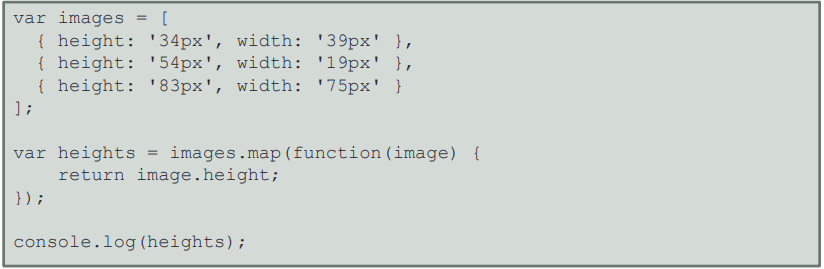 var images = [
  { height: '34px', width: '39px' },
  { height: '54px', width: '19px' },
  { height: '83px', width: '75px' }
];

var heights = images.map(function(image) {
    return image.height;
});

console.log(heights);